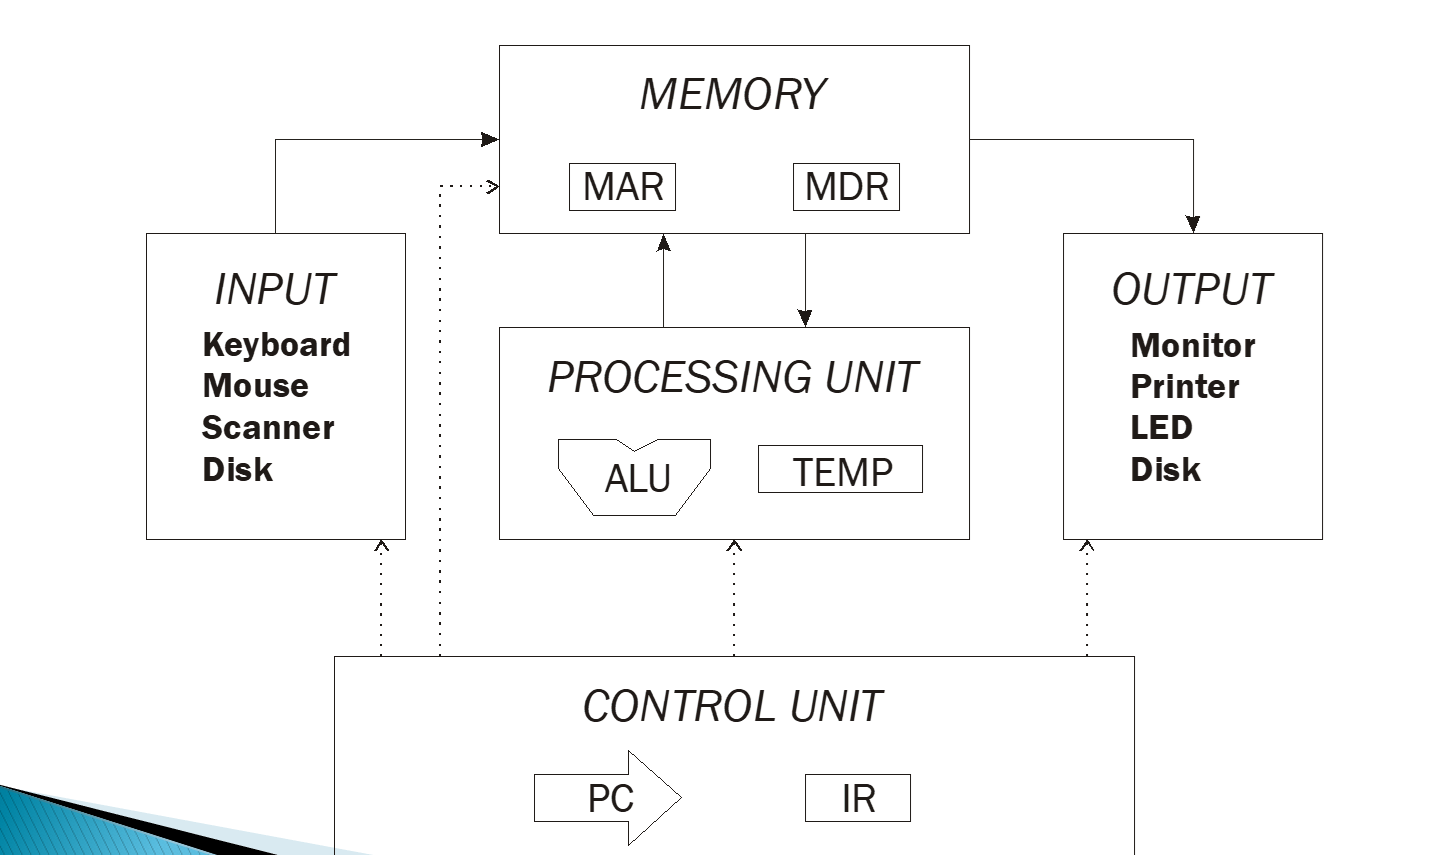 MEMORY
MAR
MDR
INPUT
Keyboard
Mouse
Scanner
Disk
PROCESSING UNIT
ALU
TEMP
OUTPUT
Monitor
Printer
LED
Disk
CONTROL UNIT
PC
IR